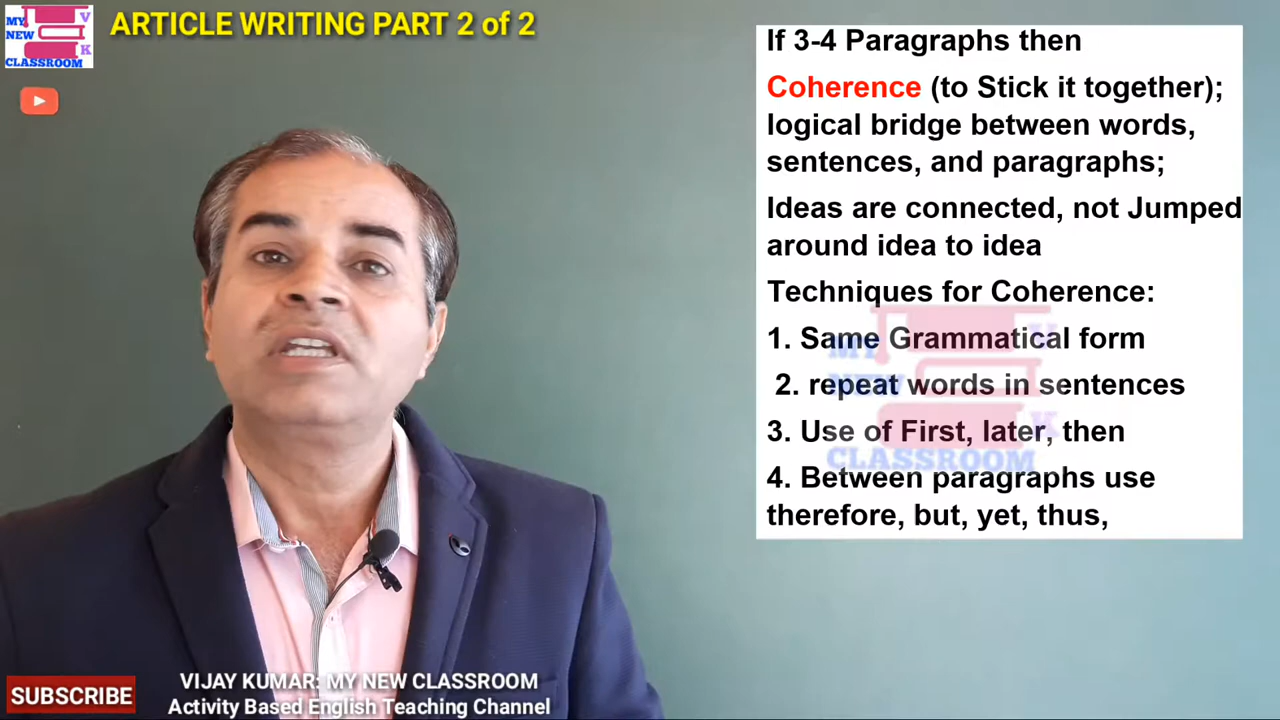 MY
NEW
CLASSROOM
V
K
ARTICLE WRITING PART 2 of 2
If 3-4 Paragraphs then
Coherence (to Stick it together);
logical bridge between words,
sentences, and paragraphs;
Ideas are connected, not Jumped
around idea to idea
Techniques for Coherence:
1. Same Grammatical form
2. repeat words in sentences
3. Use of First, later, then
4. Between paragraphs use
therefore, but, yet, thus,
MY
NEW
CLASSROOM
V
K
SUBSCRIBE
VIJAY KUMAR: MY NEW CLASSROOM
Activity Based English Teaching Channel